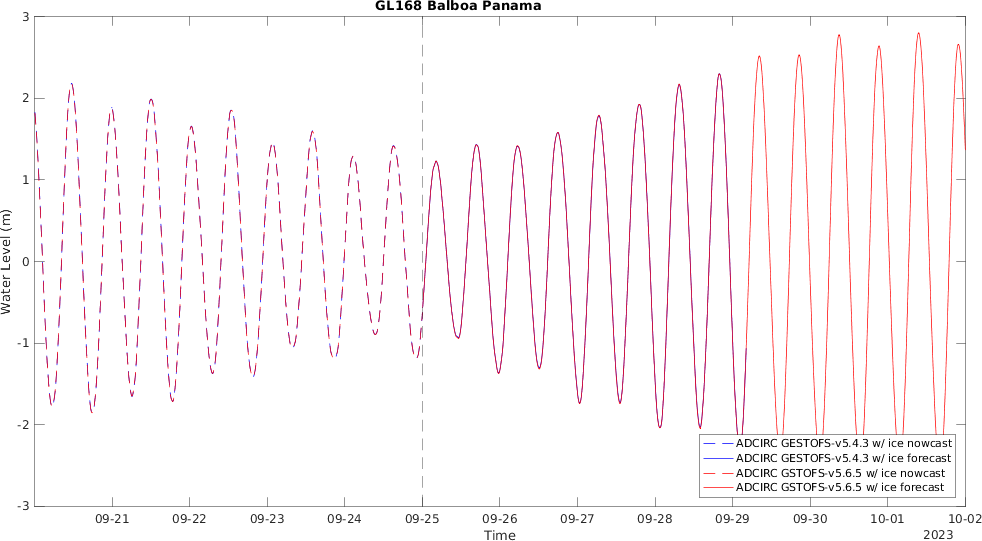 GL168 Balboa Panama
3
2
1
0
-1
-2
-3
Water Level (m)
ADCIRC GESTOFS-v5.4.3 w/ ice nowcast
ADCIRC GESTOFS-v5.4.3 w/ ice forecast
ADCIRC GSTOFS-v5.6.5 w/ ice nowcast
ADCIRC GSTOFS-v5.6.5 w/ ice forecast
09-21 09-22 09-23 09-24 09-25 09-26 09-27 09-28 09-29 09-30 10-01 10-02
Time
2023